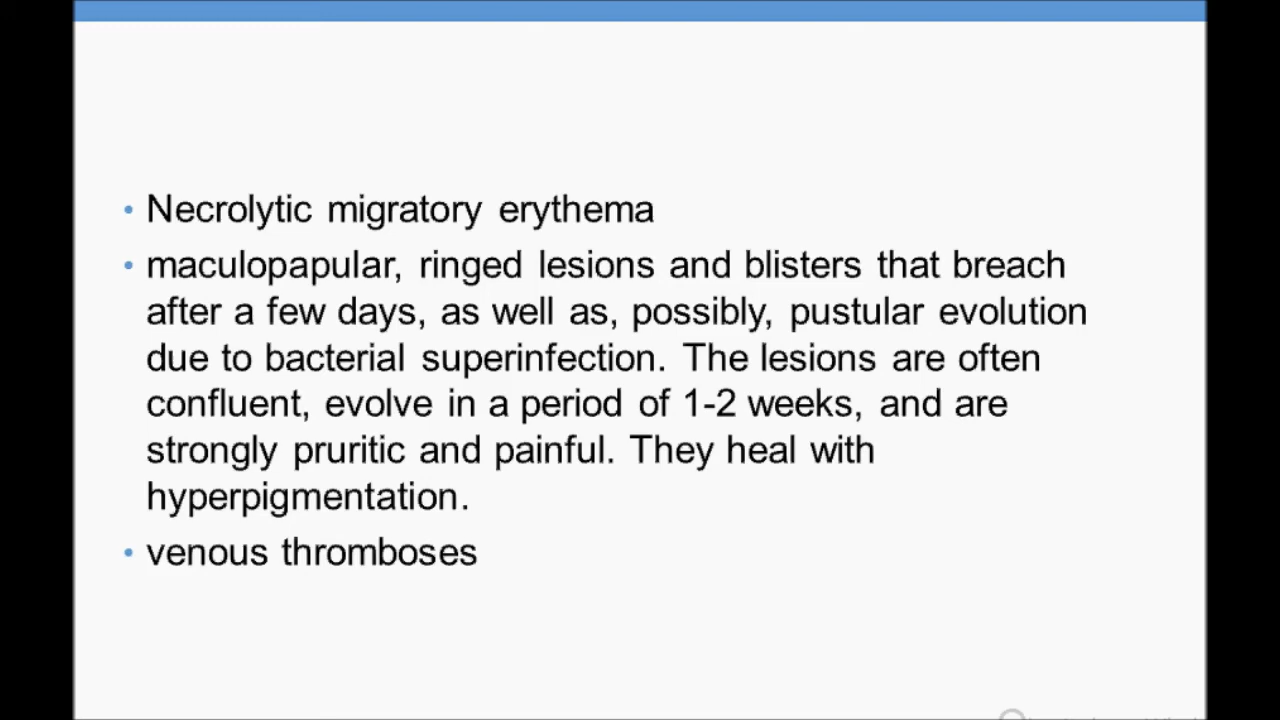 • Necrolytic migratory erythema
• maculopapular, ringed lesions and blisters that breach
after a few days, as well as, possibly, pustular evolution
due to bacterial superinfection. The lesions are often
confluent, evolve in a period of 1-2 weeks, and are
strongly pruritic and painful. They heal with
hyperpigmentation.
• venous thromboses